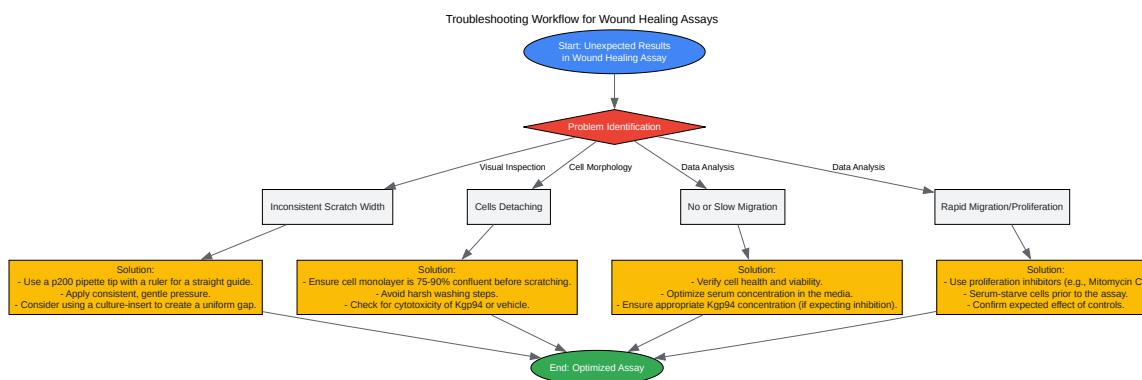 Troubleshooting Workflow for Wound Healing Assays
Start: Unexpected Results
in Wound Healing Assay
Problem Identification
Visual Inspection
Cell Morphology
Data Analysis
Data Analysis
Inconsistent Scratch Width
Cells Detaching
No or Slow Migration
Rapid Migration/Proliferation
Solution:
- Use a p200 pipette tip with a ruler for a straight guide.
- Apply consistent, gentle pressure.
- Consider using a culture-insert to create a uniform gap.
Solution:
- Ensure cell monolayer is 75-90% confluent before scratching.
- Avoid harsh washing steps.
- Check for cytotoxicity of Kgp94 or vehicle.
Solution:
- Verify cell health and viability.
- Optimize serum concentration in the media.
- Ensure appropriate Kgp94 concentration (if expecting inhibition).
Solution:
- Use proliferation inhibitors (e.g., Mitomycin C
- Serum-starve cells prior to the assay.
- Confirm expected effect of controls.
End: Optimized Assay